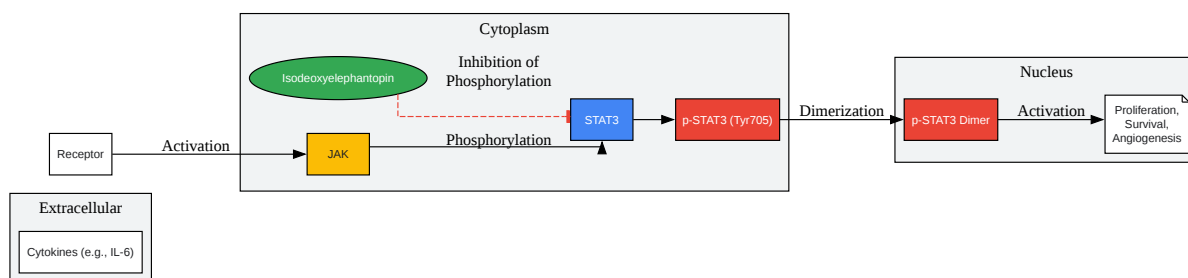 Cytoplasm
Isodeoxyelephantopin
Inhibition of
Phosphorylation
Receptor
Activation
JAK
Phosphorylation
STAT3
p-STAT3 (Tyr705)
Dimerization
Nucleus
p-STAT3 Dimer
Activation
Proliferation,
Survival,
Angiogenesis
Extracellular
Cytokines (e.g., IL-6)